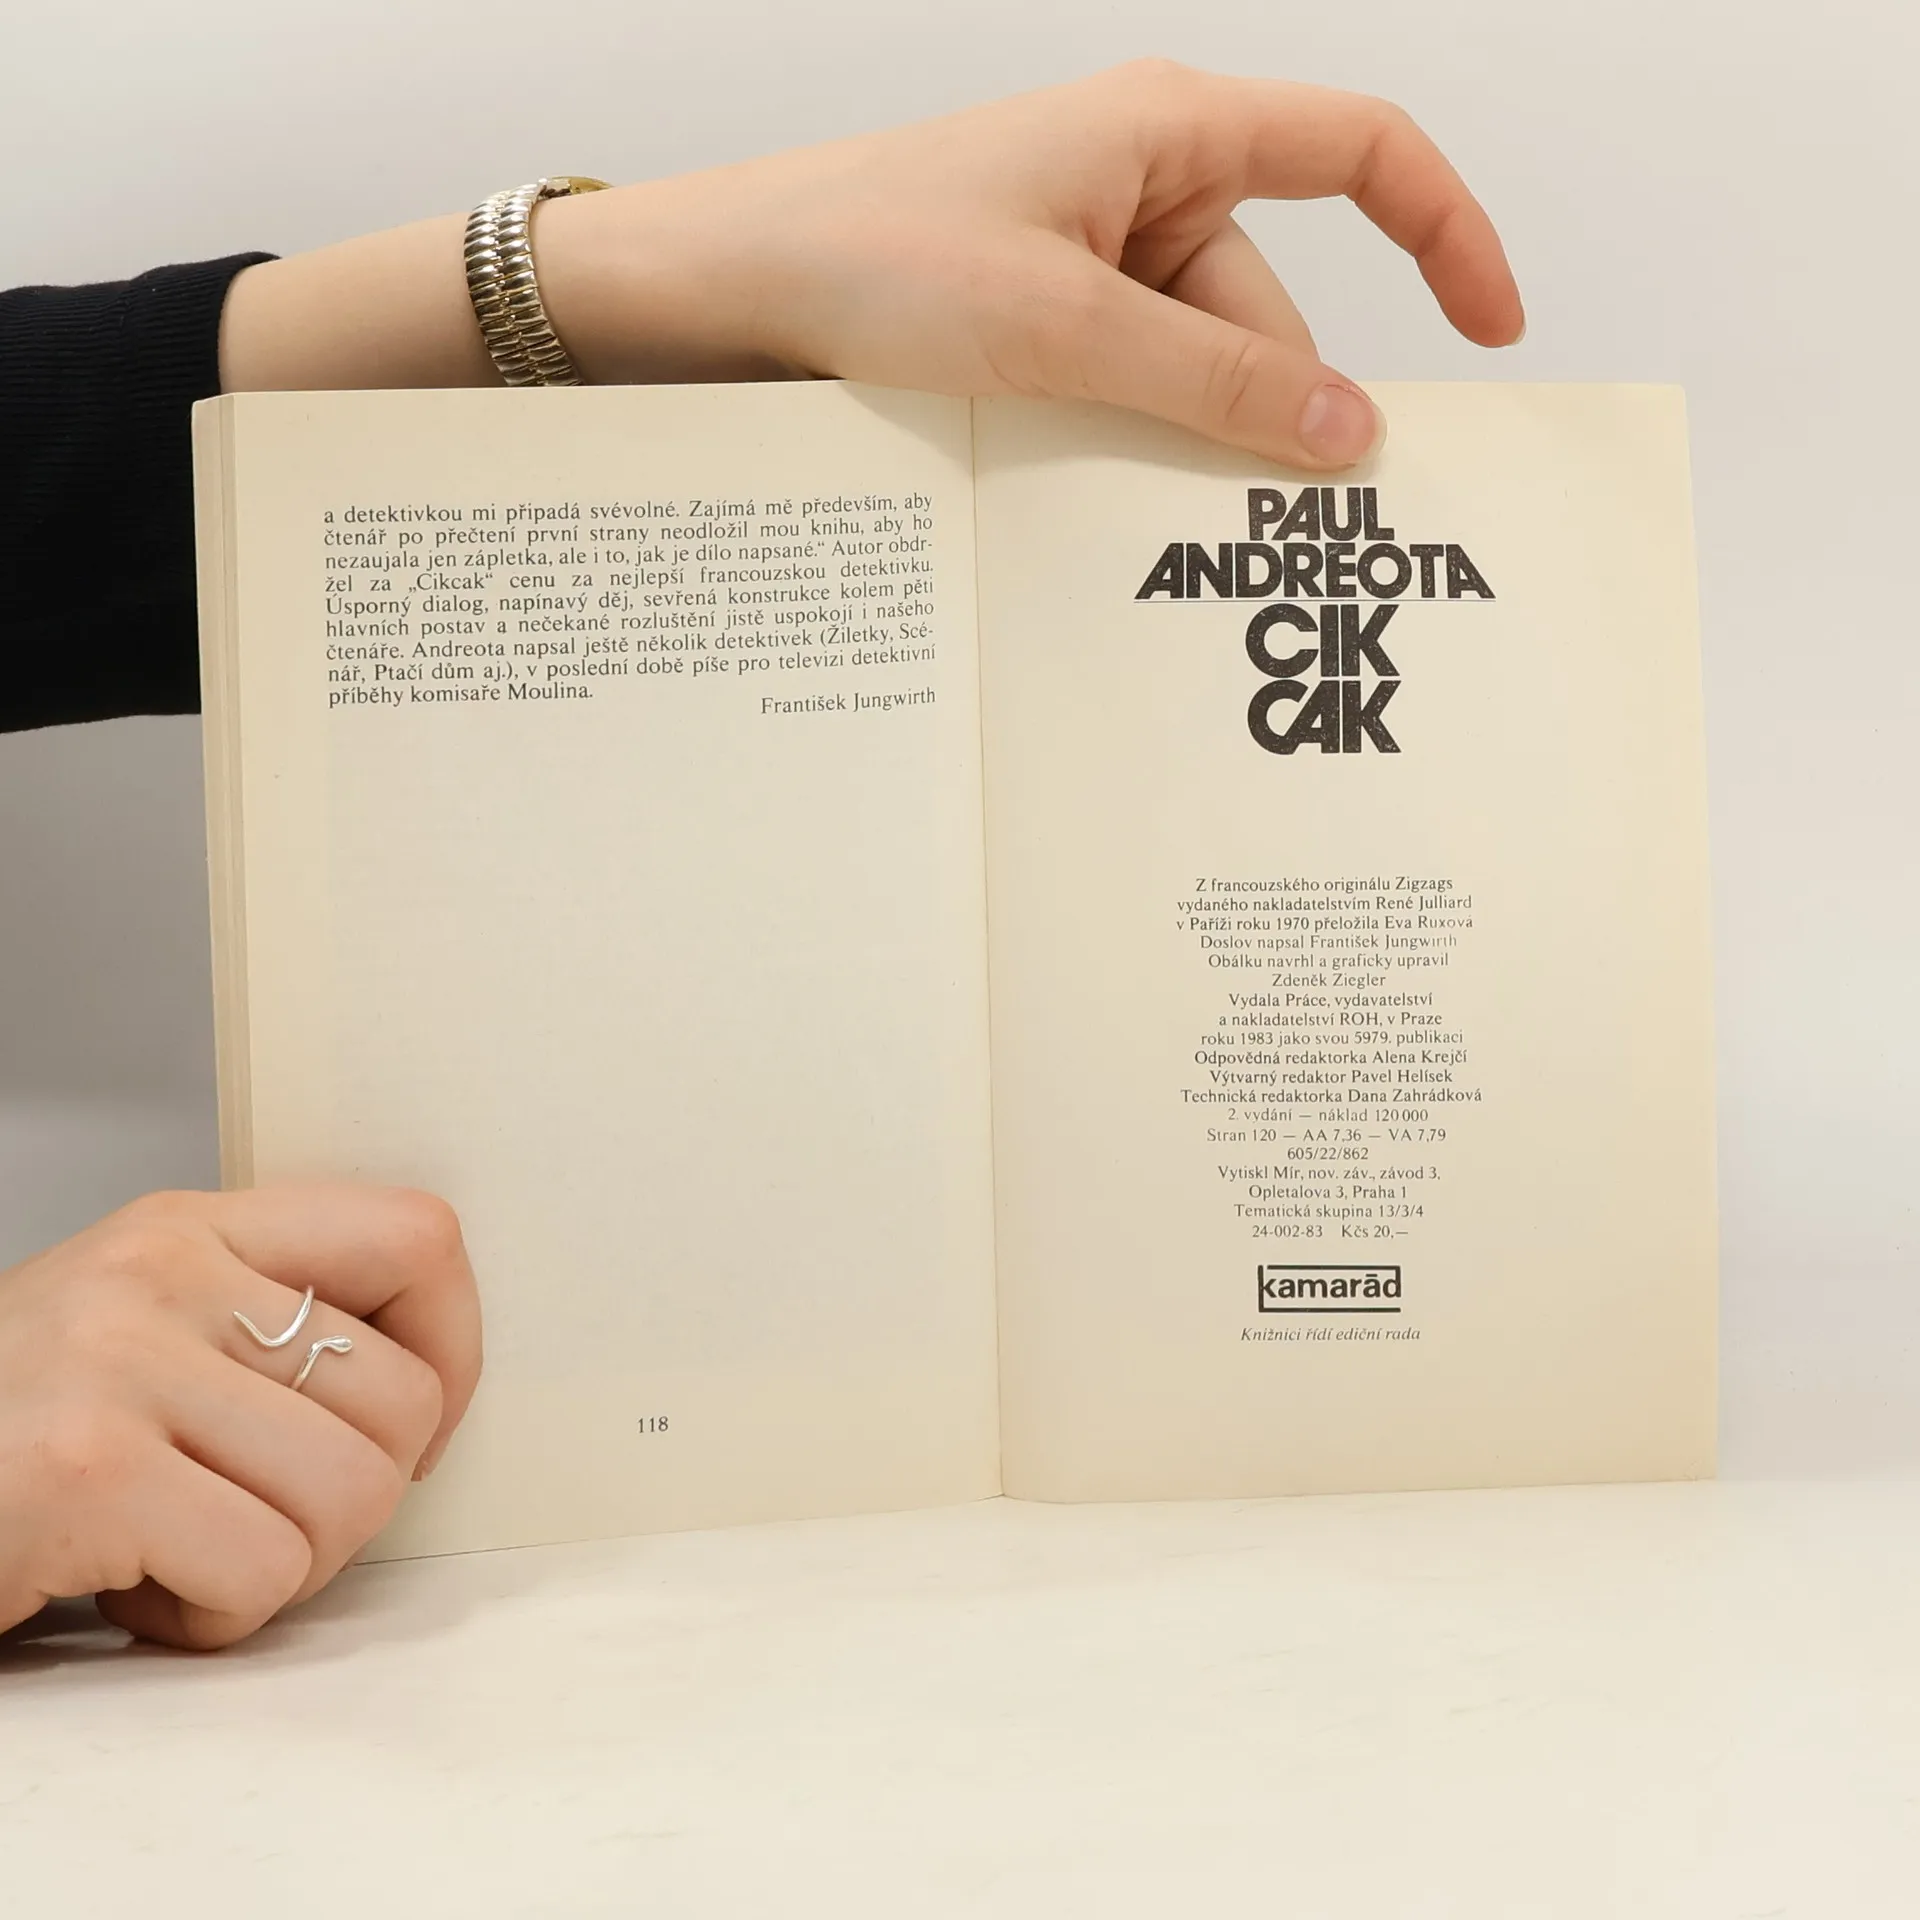 a detektivkou mi připadá svévolné. Zajímá mě především, aby
čtenář po přečtení první strany neodložil mou knihu, aby ho
nezaujala jen zápletka, ale i to, jak je dílo napsané.“ Autor obdr-
žel za „Cikcak“ cenu za nejlepší francouzskou detektivku.
Úsporný dialog, napínavý děj, sevřená konstrukce kolem pěti
hlavních postav a nečekané rozluštění jistě uspokojí i našeho
čtenáře. Andreota napsal ještě několik detektivek (Žiletky, Scé-
nář, Ptačí dům aj.), v poslední době píše pro televizi detektivní
příběhy komisaře Moulina.
František Jungwirth
118
PAUL
ANDREOTA
CIK
CAK
Z francouzského originálu Zigzags
vydaného nakladatelstvím René Julliard
v Paříži roku 1970 přeložila Eva Ruxová
Doslov napsal František Jungwirth
Obálku navrhl a graficky upravil
Zdeněk Ziegler
Vydala Práce, vydavatelství
a nakladatelství ROH, v Praze
roku 1983 jako svou 5979. publikaci
Odpovědná redaktorka Alena Krejčí
Výtvarný redaktor Pavel Helísek
Technická redaktorka Dana Zahrádková
2. vydání — náklad 120 000
Stran 120 — AA 7,36 — VA 7,79
605/22/862
Vytiskl Mír, nov. záv., závod 3,
Opletalova 3, Praha 1
Tematická skupina 13/3/4
24-002-83 Kčs 20,—
kamarād
Knižnici řídí ediční rada